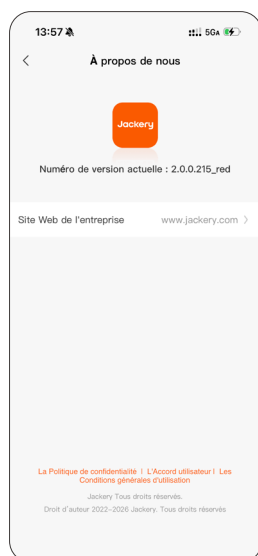 13:57 5GA
À propos de nous
Jackery
Numéro de version actuelle : 2.0.0.215_red
Site Web de l'entreprise www.jackery.com
La Politique de confidentialité | L'Accord utilisateur | Les
Conditions générales d'utilisation
Jackery Tous droits réservés.
Droit d'auteur 2022-2026 Jackery. Tous droits réservés